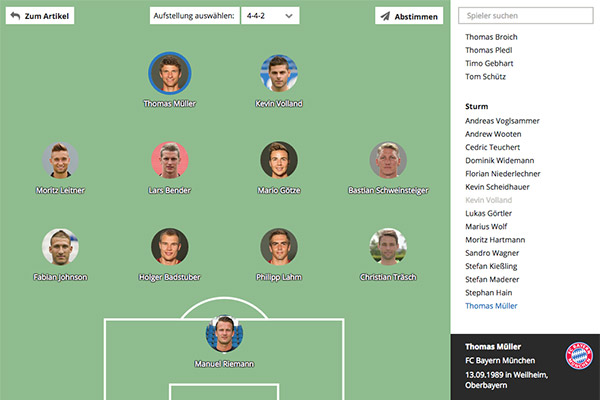 Zum Artikel
Aufstellung auswählen:
4-4-2
Abstimmen
Spieler suchen
Thomas Müller
Kevin Volland
Moritz Leitner
Lars Bender
Mario Götze
Bastian Schweinsteiger
Fabian Johnson
Holger Badstuber
Philipp Lahm
Christian Träsch
Manuel Riemann
Thomas Broich
Thomas Pledl
Timo Gebhart
Tom Schütz
Sturm
Andreas Voglsammer
Andrew Wooten
Cedric Teuchert
Dominik Widemann
Florian Niederlechner
Kevin Scheidhauer
Kevin Volland
Lukas Görtler
Marius Wolf
Moritz Hartmann
Sandro Wagner
Stefan Kießling
Stefan Maderer
Stephan Hain
Thomas Müller
Thomas Müller
FC Bayern München
13.09.1989 in Weilheim,
Oberbayern
FC BAYERN
MÜNCHEN